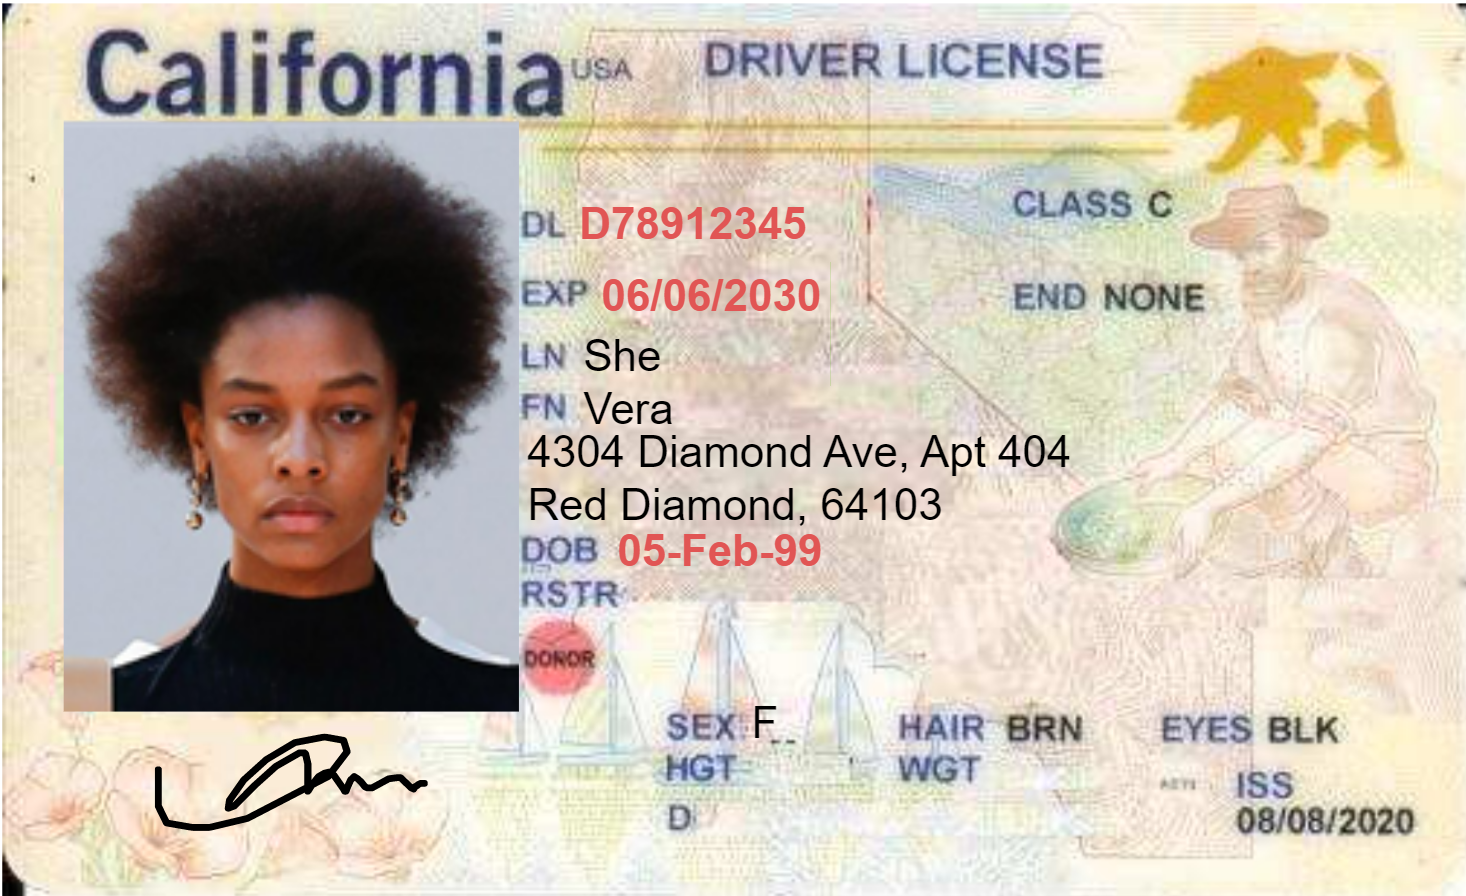 California USA DRIVER LICENSE
DL D78912345
CLASS C
EXP 06/06/2030
END NONE
LN She
FN Vera
4304 Diamond Ave, Apt 404
Red Diamond, 64103
DOB 05-Feb-99
RSTR
DONOR
SEX F HAIR BRN EYES BLK
HGT WGT
ISS
D 08/08/2020